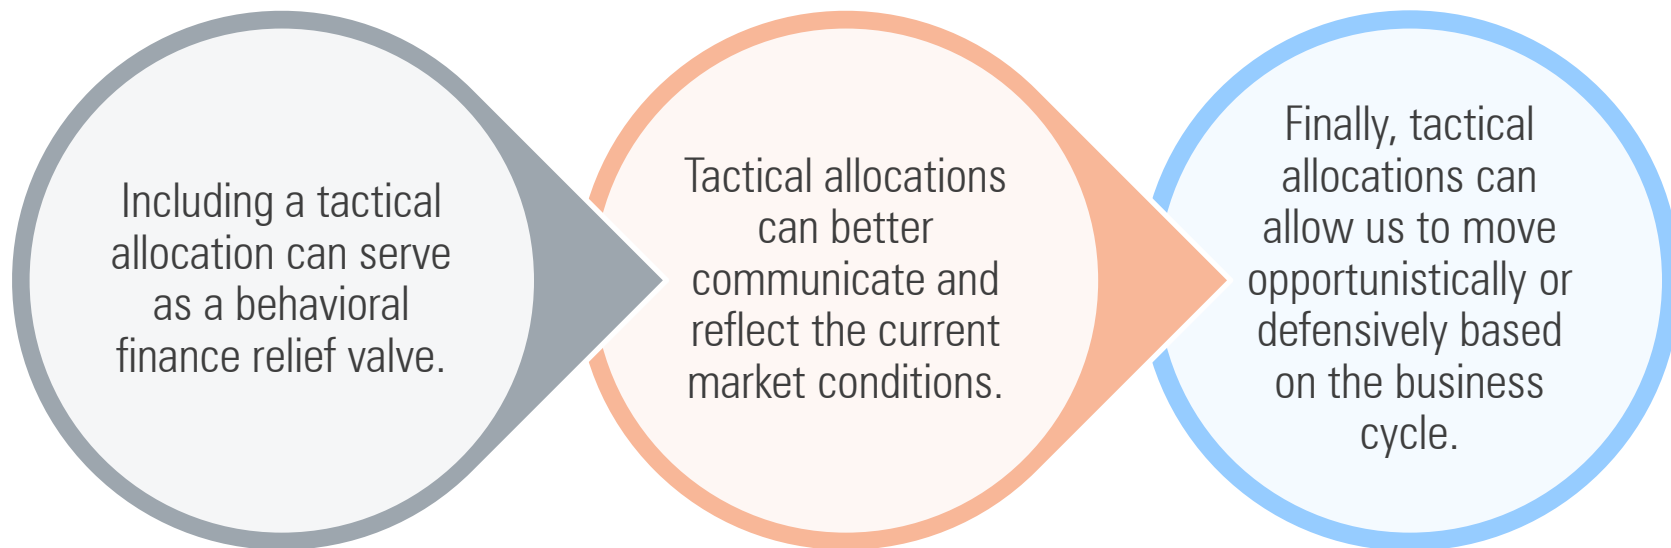 Including a tactical
allocation can serve
as a behavioral
finance relief valve.
Tactical allocations
can better
communicate and
reflect the current
market conditions.
Finally, tactical
allocations can
allow us to move
opportunistically or
defensively based
on the business
cycle.